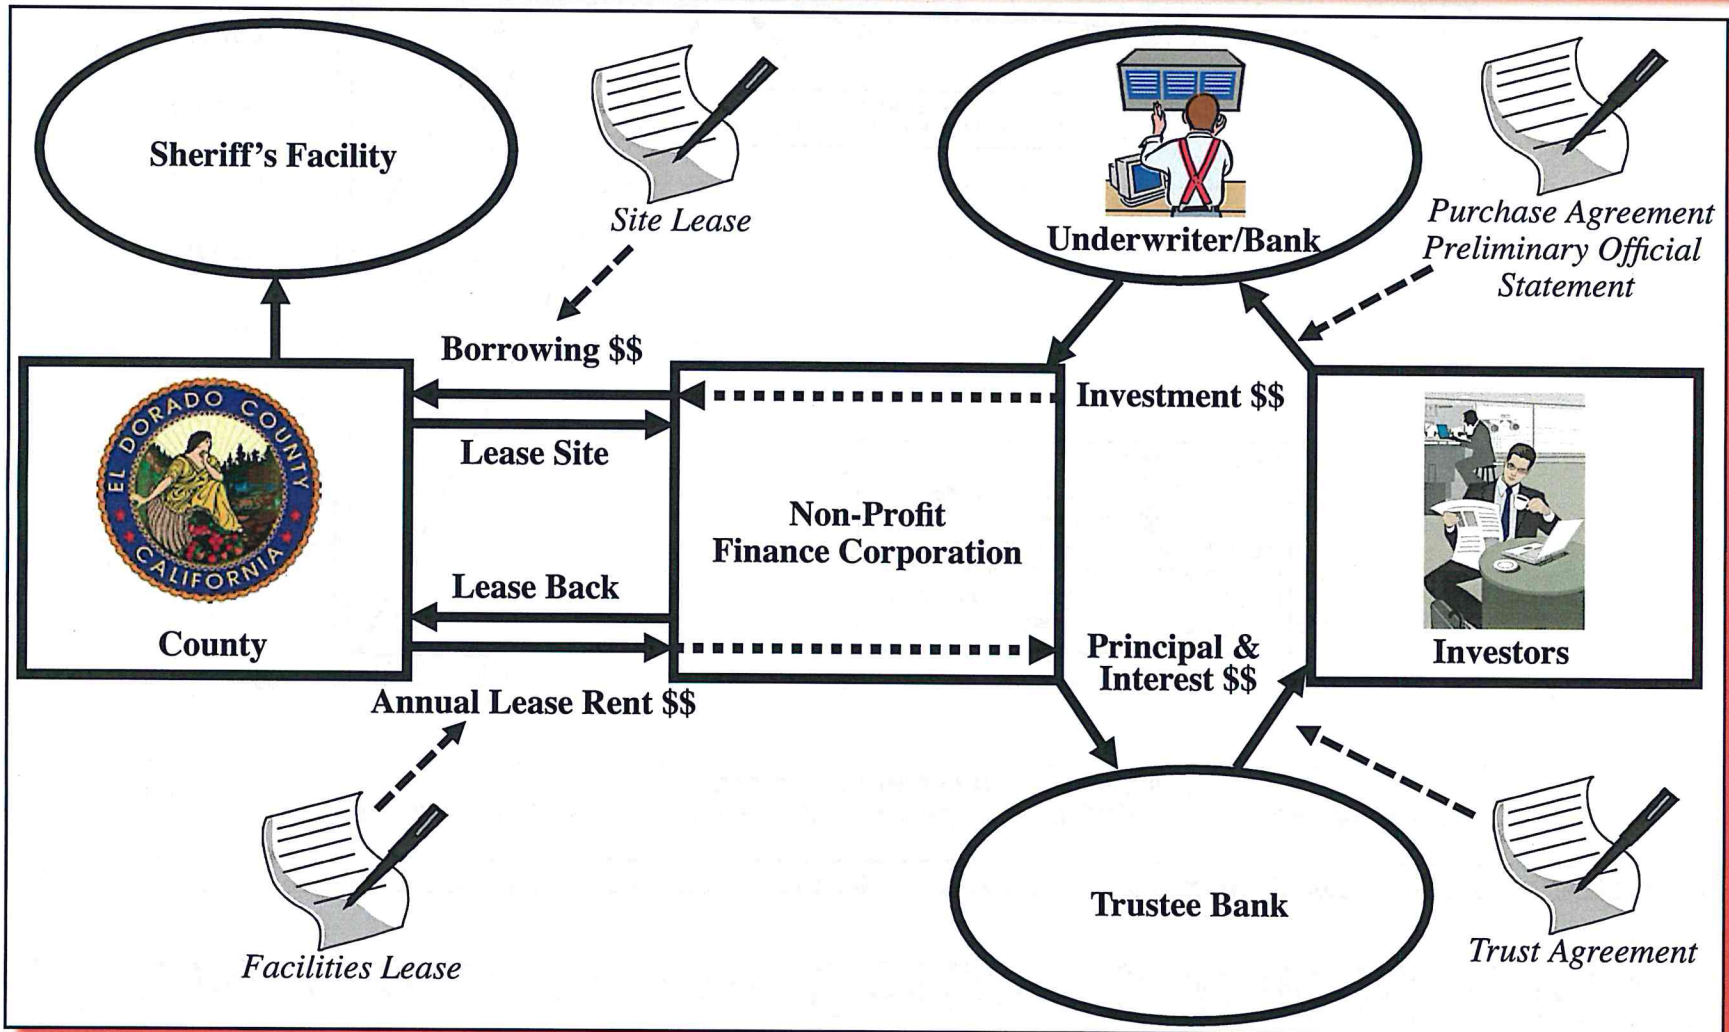 Sheriff's Facility
Site Lease
Underwriter/Bank
Purchase Agreement
Preliminary Official
Statement
Borrowing $$
Lease Site
Investment $$
EL DORADO COUNTY
CALIFORNIA
County
Non-Profit
Finance Corporation
Lease Back
Annual Lease Rent $$
Principal &
Interest $$
Investors
Facilities Lease
Trustee Bank
Trust Agreement